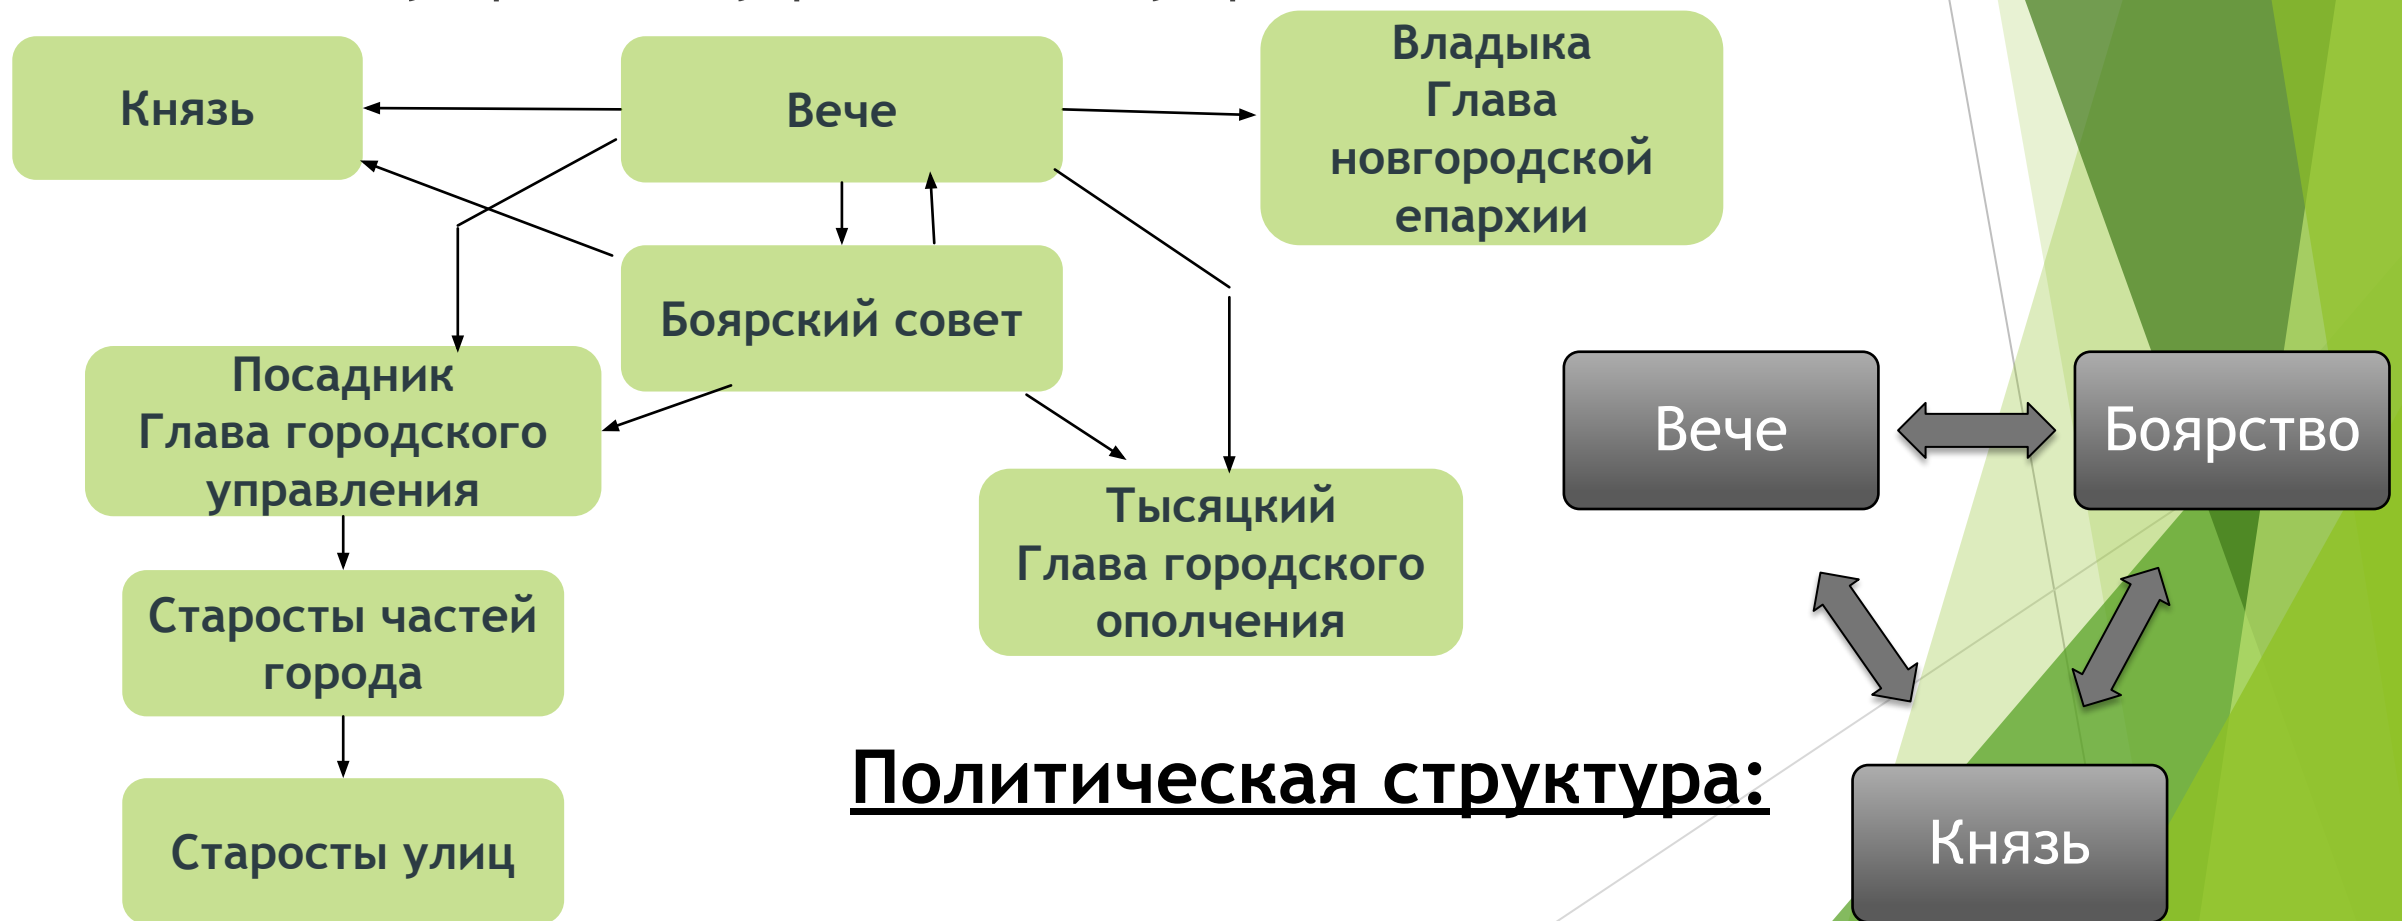 Князь
Вече
Владыка
Глава
новгородской
епархии
Боярский совет
Посадник
Глава городского
управления
Тысяцкий
Глава городского
ополчения
Старосты частей
города
Старосты улиц
Вече
Боярство
Князь
Политическая структура: